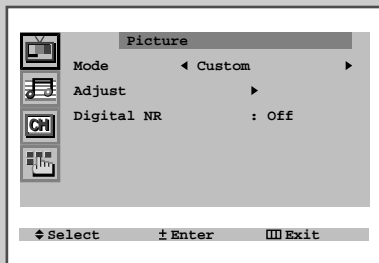 Picture
Mode ◀ Custom ▶
Adjust ▶
Digital NR : Off
CH
Select ± Enter Exit